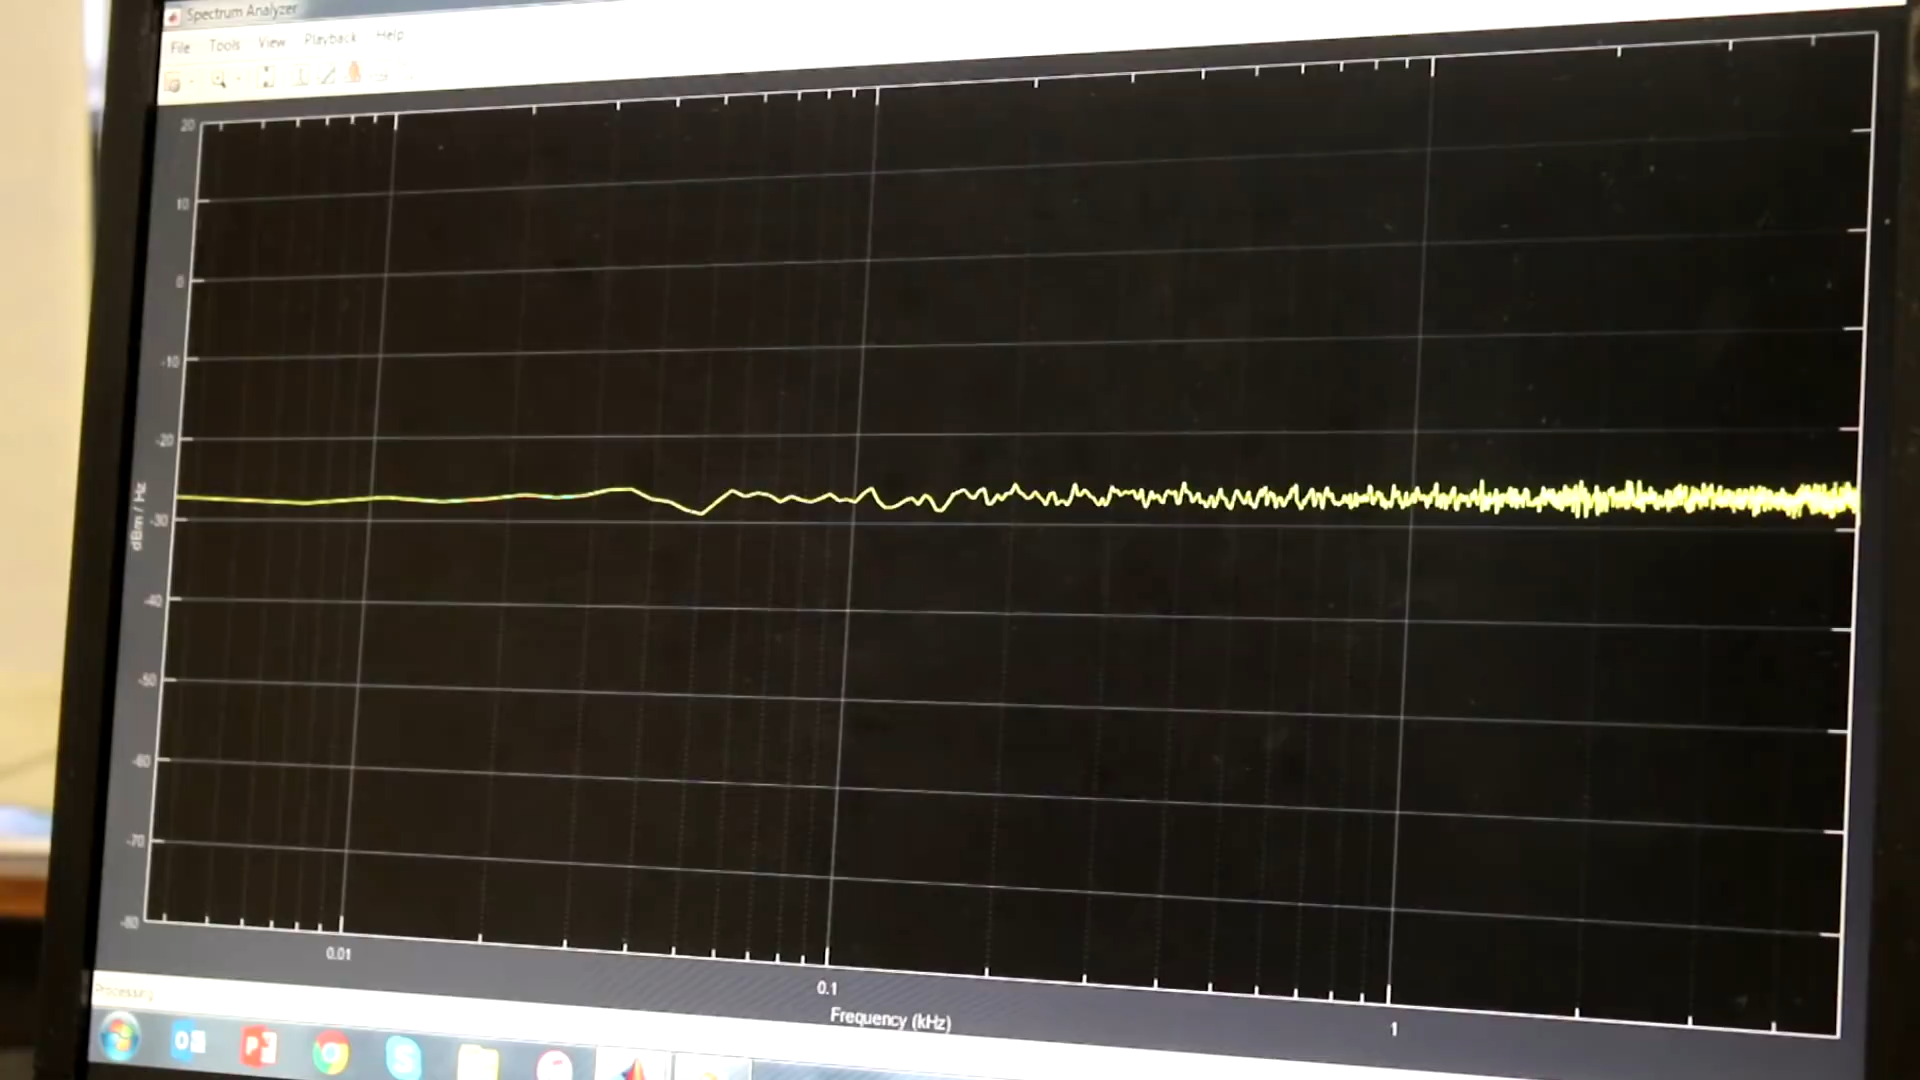 Spectrum Analyzer
File Tools View Playback Help
20
10
0
-10
-20
-30
-40
-50
-60
-70
-80
dBm / Hz
0.01
0.1
1
Frequency (kHz)
Processing